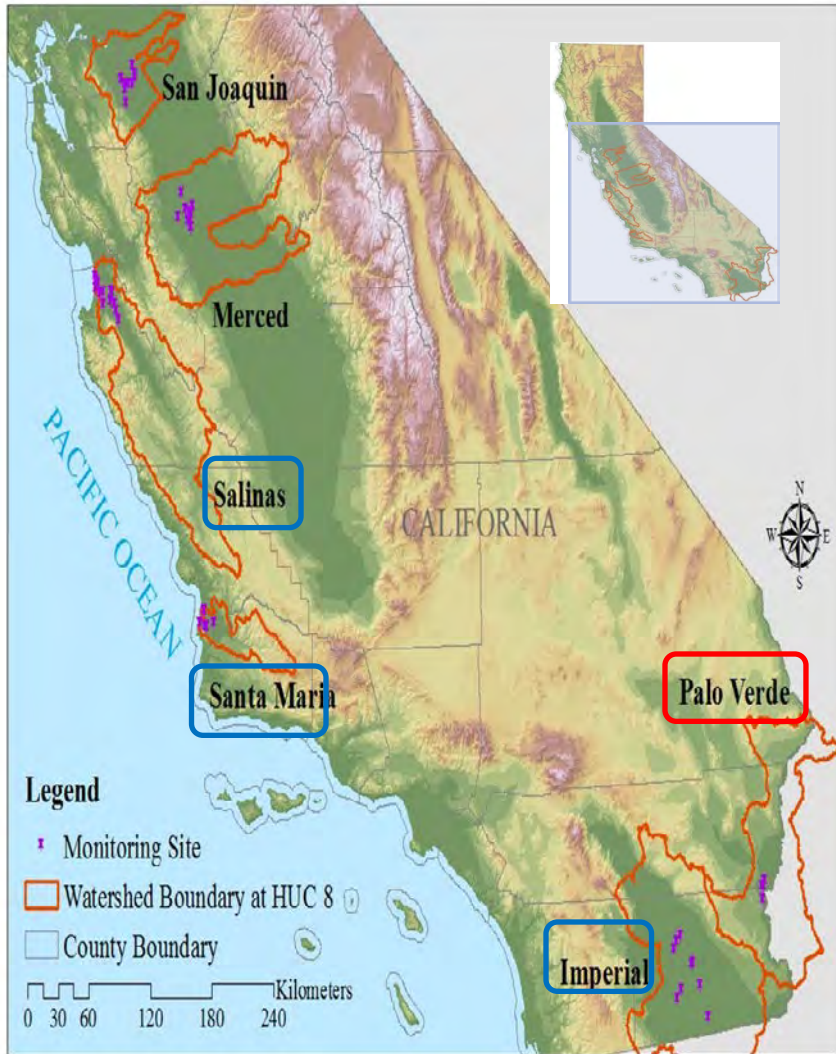 San Joaquin
Merced
PACIFIC OCEAN
Salinas
CALIFORNIA
N
W E
S
Santa Maria
Palo Verde
Legend
Monitoring Site
Watershed Boundary at HUC 8
County Boundary
Imperial
Kilometers
0 30 60 120 180 240